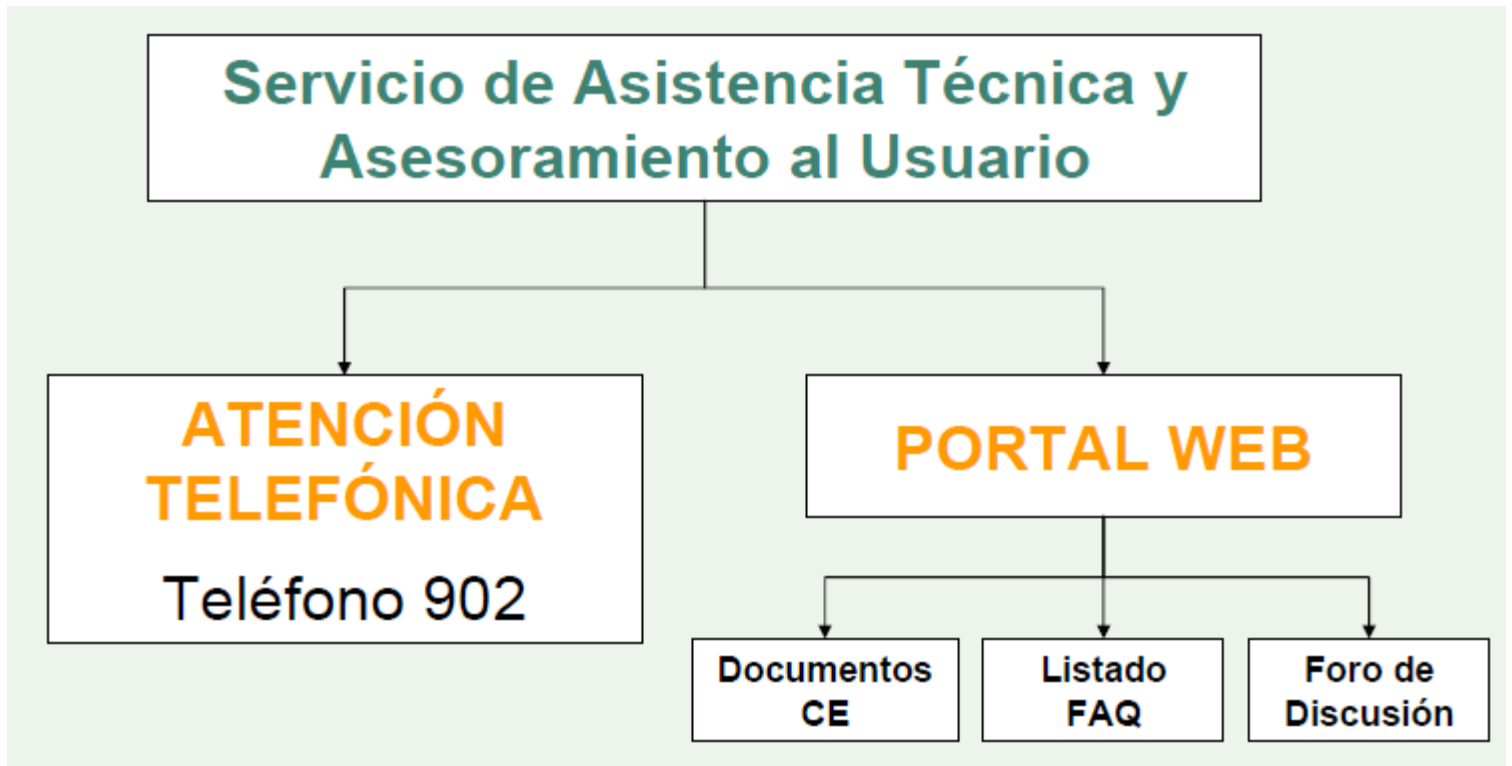 Servicio de Asistencia Técnica y
Asesoramiento al Usuario
ATENCIÓN
TELEFÓNICA
Teléfono 902
PORTAL WEB
Documentos
CE
Listado
FAQ
Foro de
Discusión